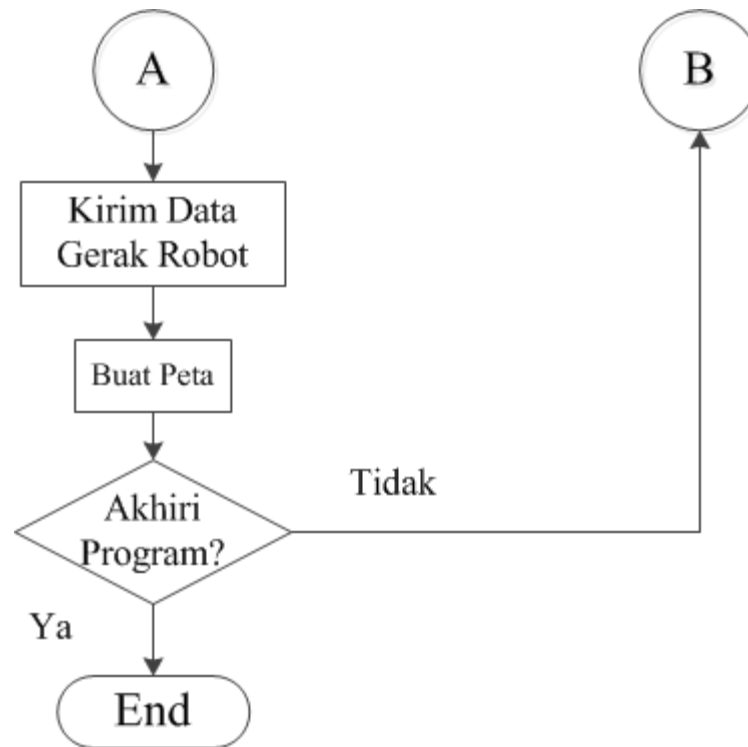 A
B
Kirim Data
Gerak Robot
Buat Peta
Akhiri
Program?
Tidak
Ya
End